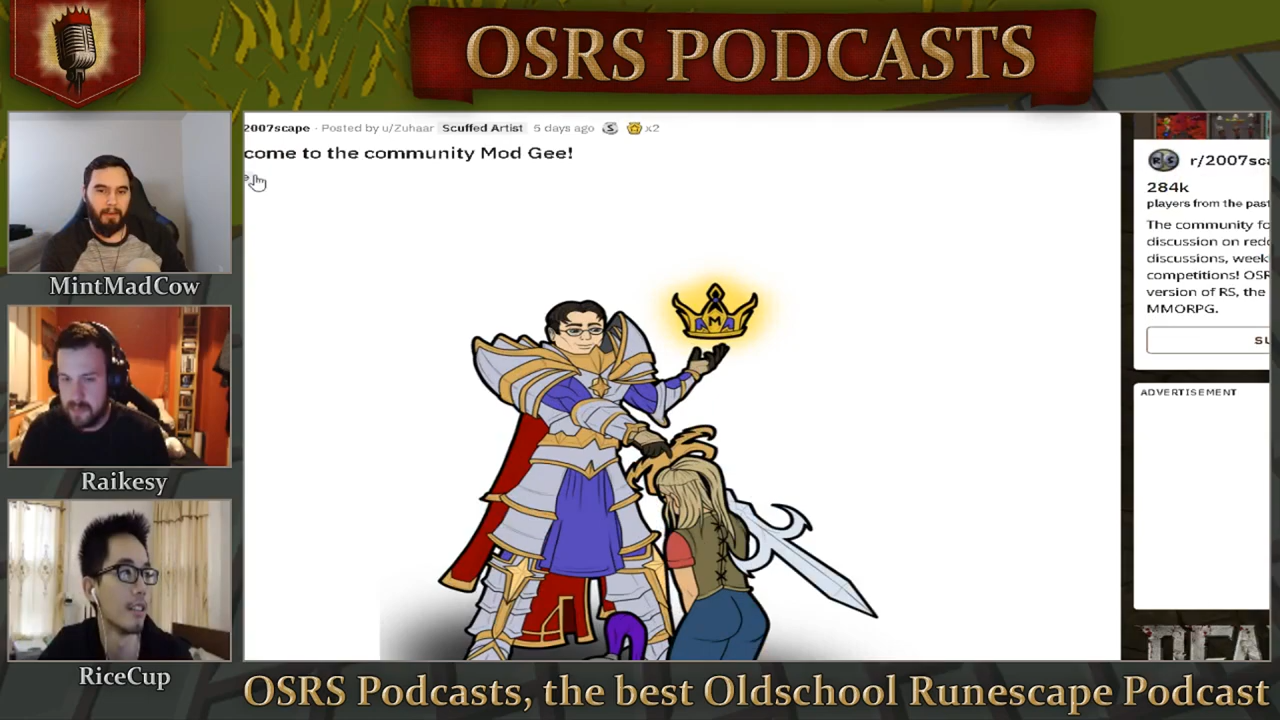 OSRS PODCASTS
2007scape · Posted by u/Zuhaar Scuffed Artist 5 days ago S x2
come to the community Mod Gee!
M
r/2007sca
284k
players from the past
The community fo
discussion on redd
discussions, week
competitions! OSR
version of RS, the
MMORPG.
SU
ADVERTISEMENT
MintMadCow
Raikesy
RiceCup
OSRS Podcasts, the best Oldschool Runescape Podcast